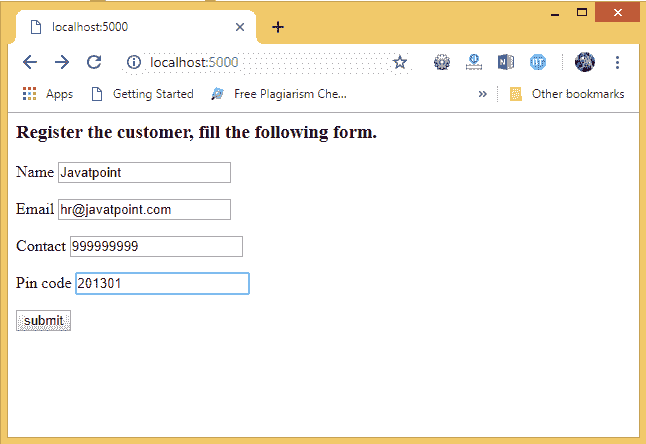 localhost:5000
localhost:5000
Apps Getting Started Free Plagiarism Che... » Other bookmarks
Register the customer, fill the following form.
Name Javatpoint
Email hr@javatpoint.com
Contact 999999999
Pin code 201301
submit